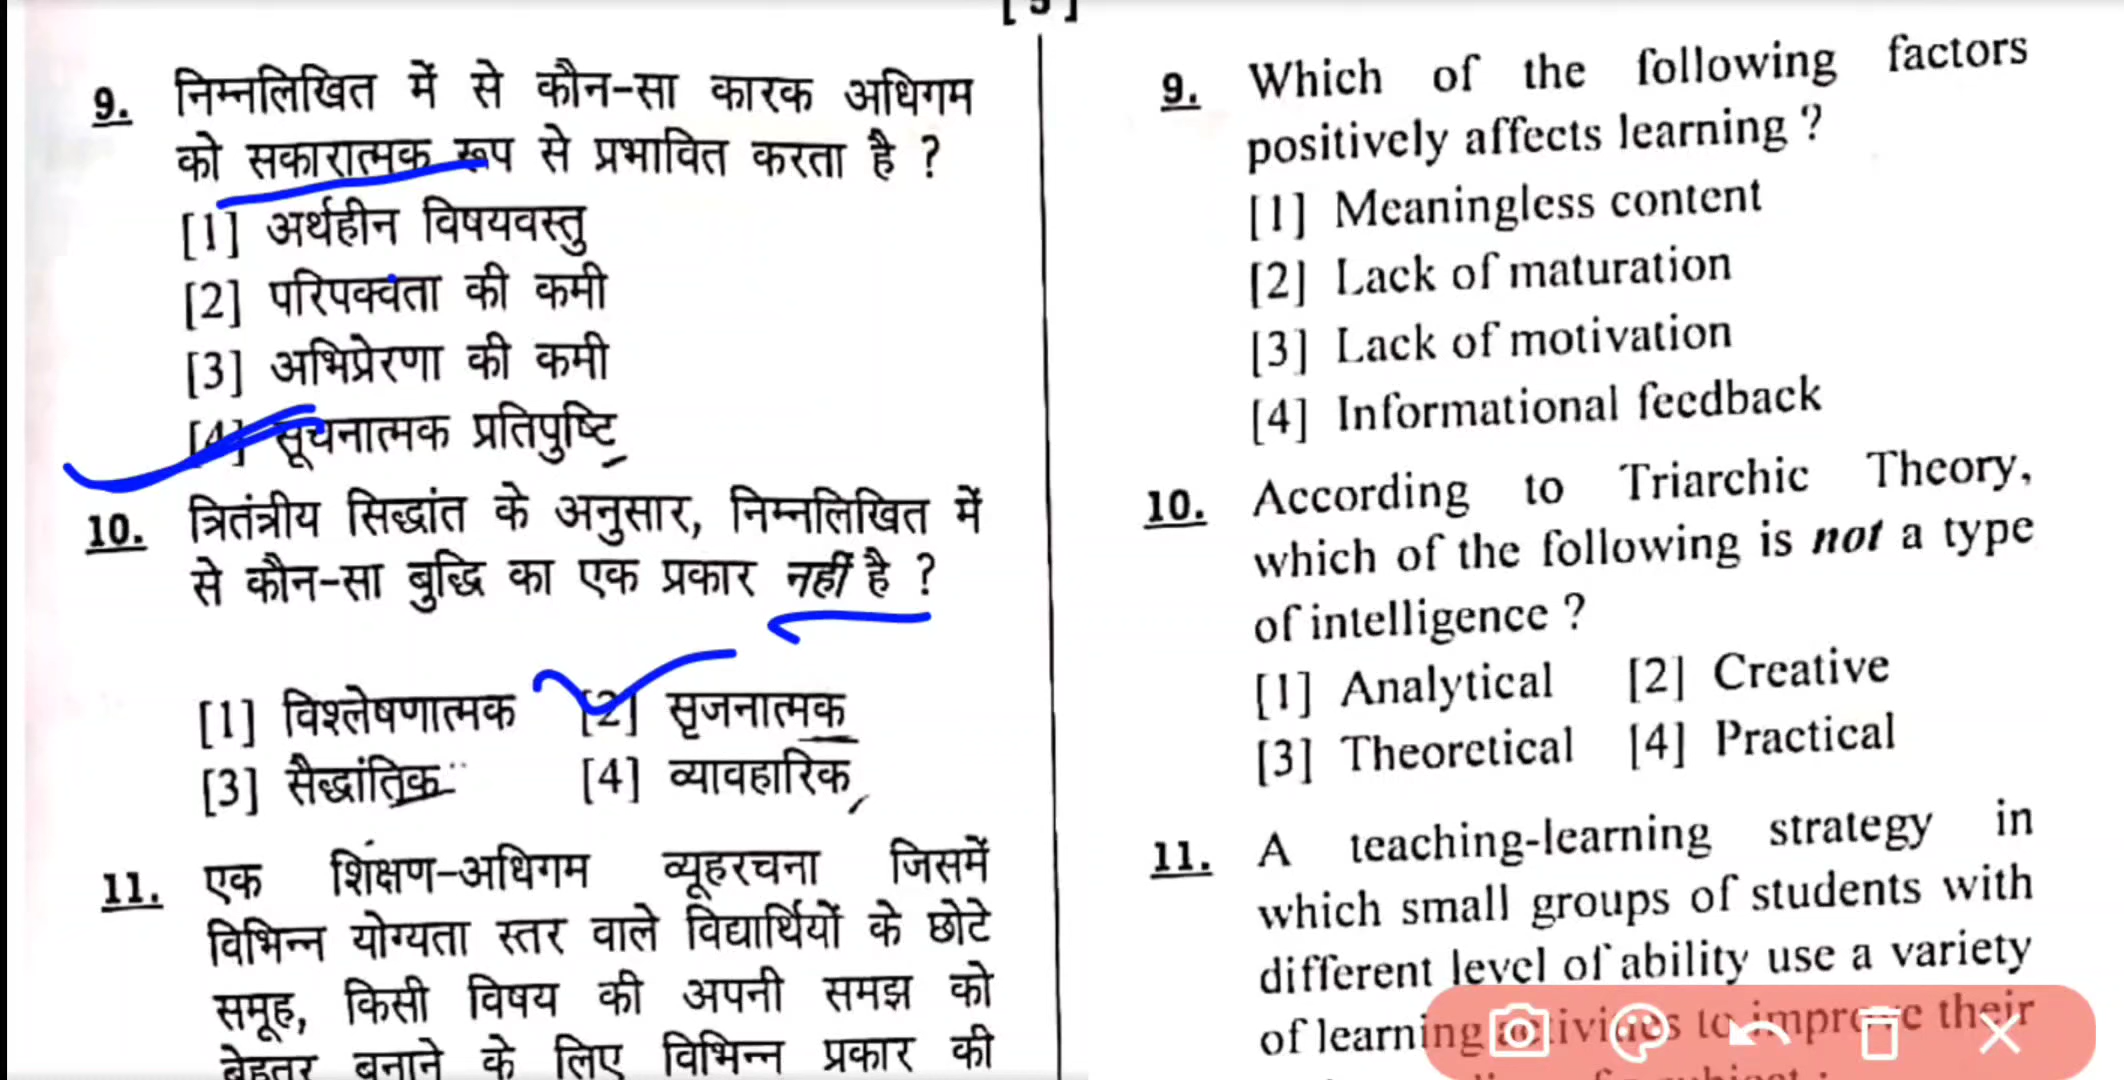 [ 5 ]
9. निम्नलिखित में से कौन-सा कारक अधिगम
को सकारात्मक रूप से प्रभावित करता है ?
[1] अर्थहीन विषयवस्तु
[2] परिपक्वता की कमी
[3] अभिप्रेरणा की कमी
[4] सूचनात्मक प्रतिपुष्टि
10. त्रितंत्रीय सिद्धांत के अनुसार, निम्नलिखित में
से कौन-सा बुद्धि का एक प्रकार नहीं है ?
[1] विश्लेषणात्मक [2] सृजनात्मक
[3] सैद्धांतिक [4] व्यावहारिक
11. एक शिक्षण-अधिगम व्यूहरचना जिसमें
विभिन्न योग्यता स्तर वाले विद्यार्थियों के छोटे
समूह, किसी विषय की अपनी समझ को
बेहतर बनाने के लिए विभिन्न प्रकार की
9. Which of the following factors
positively affects learning ?
[1] Meaningless content
[2] Lack of maturation
[3] Lack of motivation
[4] Informational feedback
10. According to Triarchic Theory,
which of the following is not a type
of intelligence ?
[1] Analytical [2] Creative
[3] Theoretical [4] Practical
11. A teaching-learning strategy in
which small groups of students with
different level of ability use a variety
of learning activities to improve their